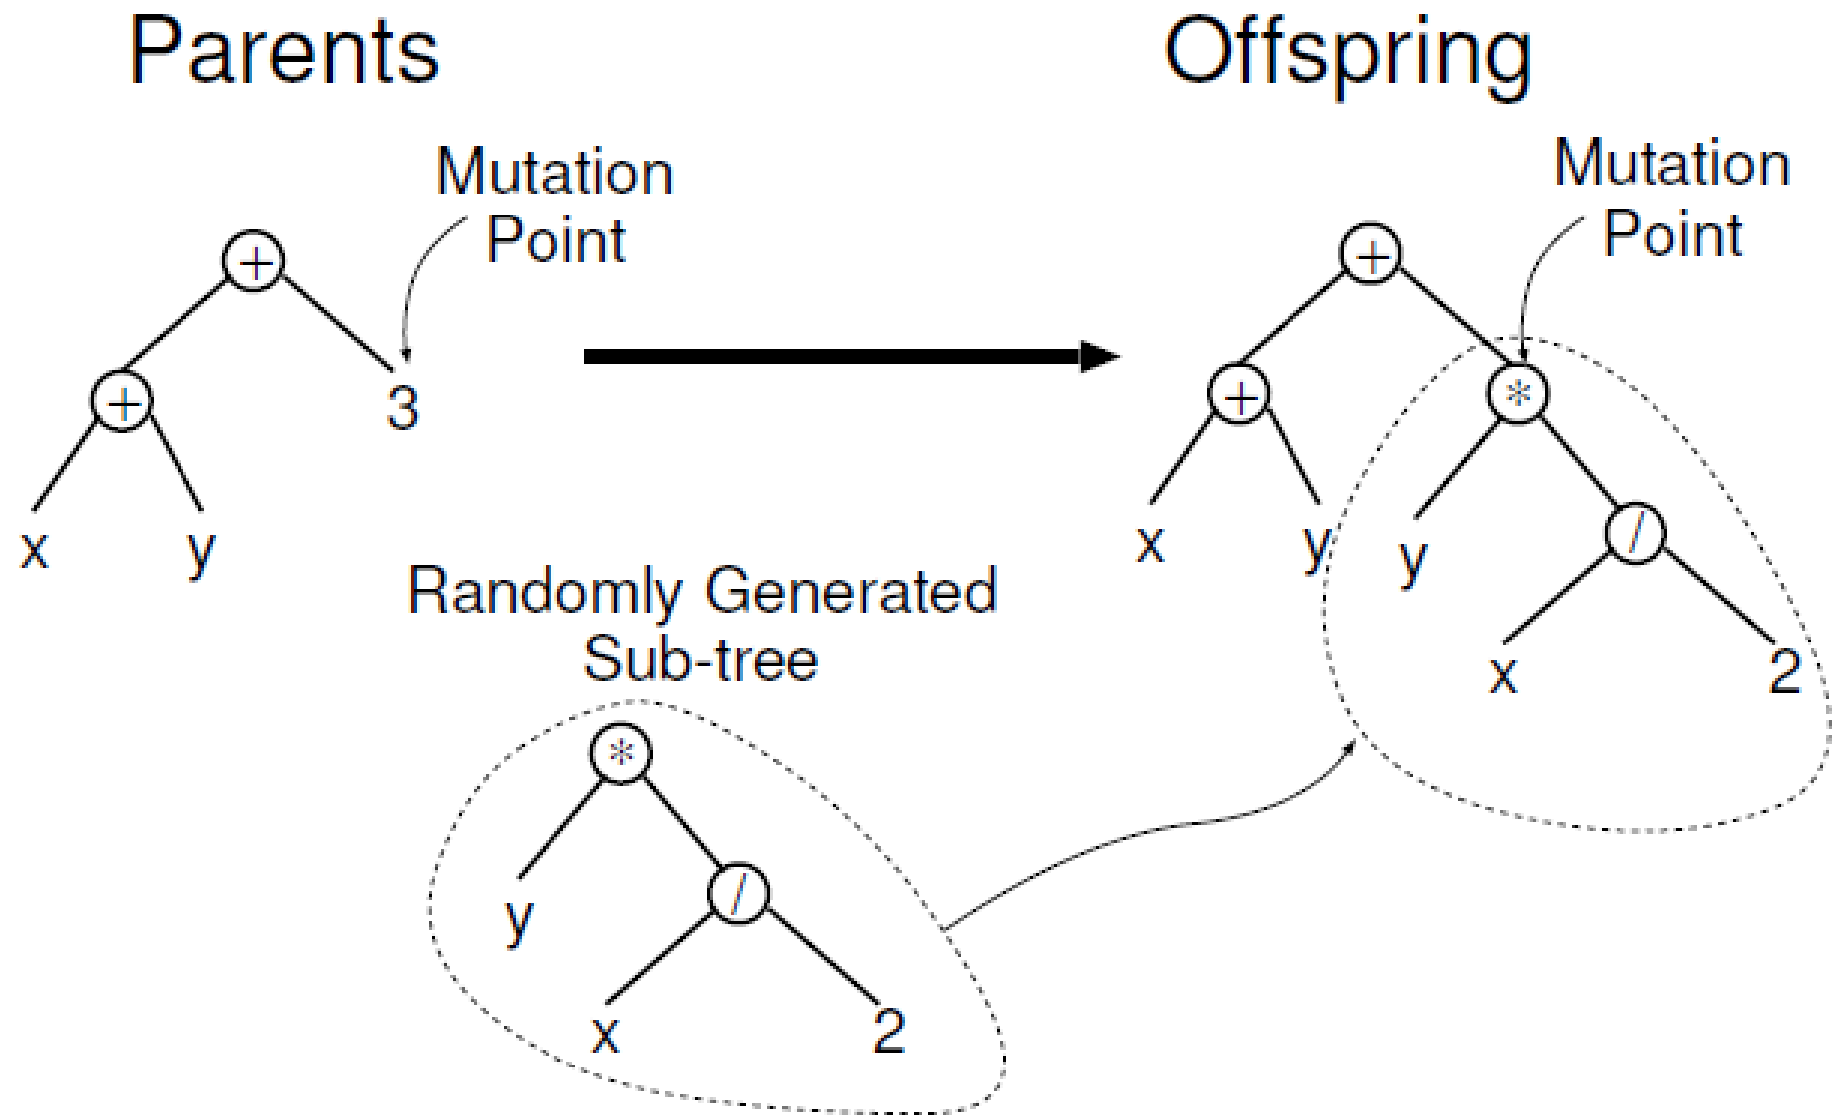 Parents
Offspring
Mutation
Point
+
+
3
x
y
Mutation
Point
+
+
*
x
y
y
/
x
2
Randomly Generated
Sub-tree
*
y
/
x
2